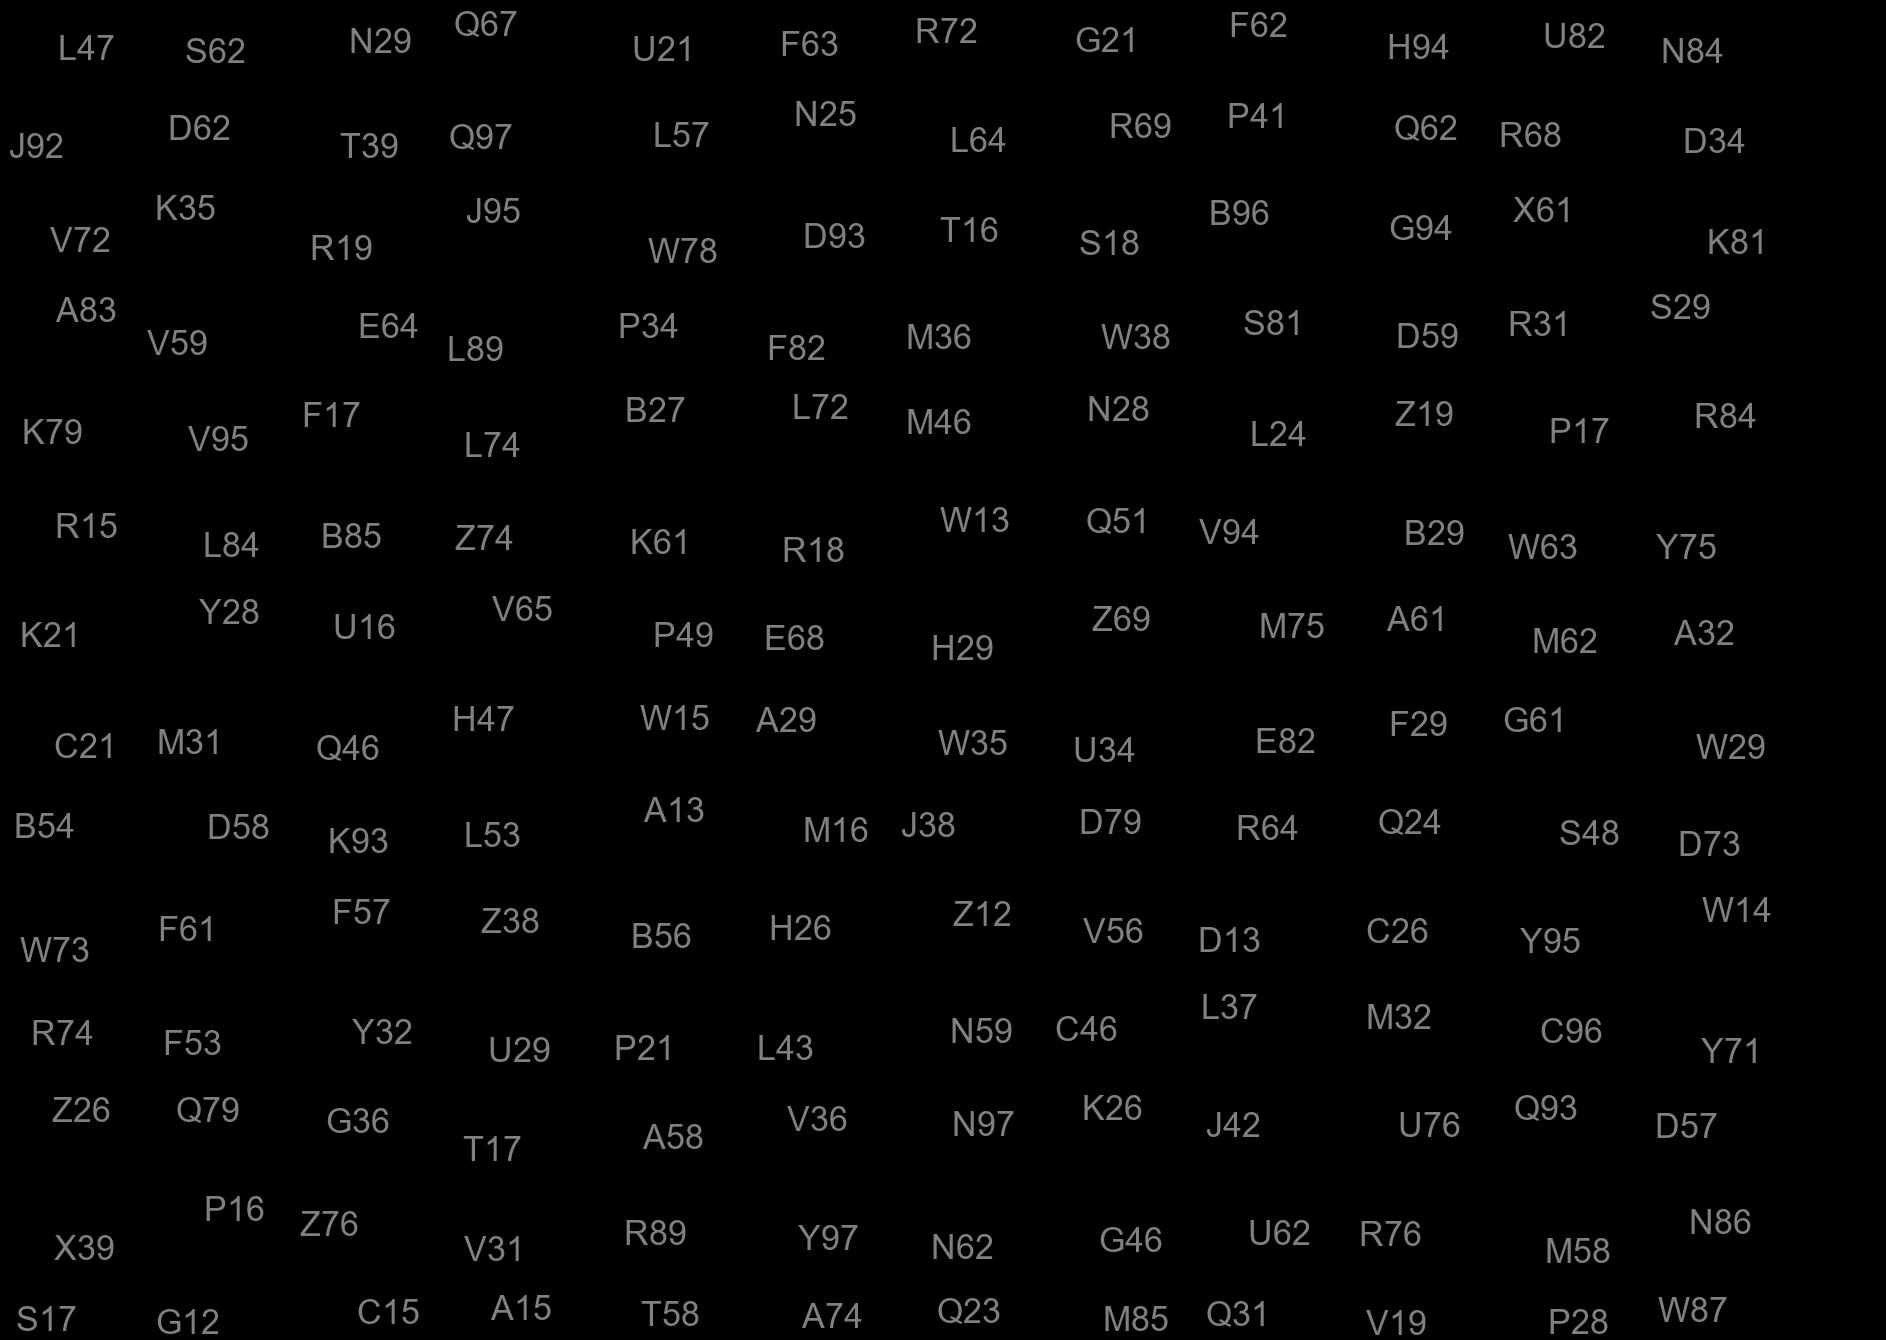 L47 S62 N29 Q67 U21 F63 R72 G21 F62 H94 U82 N84
J92 D62 T39 Q97 L57 N25 L64 R69 P41 Q62 R68 D34
V72 K35 R19 J95 W78 D93 T16 S18 B96 G94 X61 K81
A83 V59 E64 L89 P34 F82 M36 W38 S81 D59 R31 S29
K79 V95 F17 L74 B27 L72 M46 N28 L24 Z19 P17 R84
R15 L84 B85 Z74 K61 R18 W13 Q51 V94 B29 W63 Y75
K21 Y28 U16 V65 P49 E68 H29 Z69 M75 A61 M62 A32
C21 M31 Q46 H47 W15 A29 W35 U34 E82 F29 G61 W29
B54 D58 K93 L53 A13 M16 J38 D79 R64 Q24 S48 D73
W73 F61 F57 Z38 B56 H26 Z12 V56 D13 C26 Y95 W14
R74 F53 Y32 U29 P21 L43 N59 C46 L37 M32 C96 Y71
Z26 Q79 G36 T17 A58 V36 N97 K26 J42 U76 Q93 D57
X39 P16 Z76 V31 R89 Y97 N62 G46 U62 R76 M58 N86
S17 G12 C15 A15 T58 A74 Q23 M85 Q31 V19 P28 W87